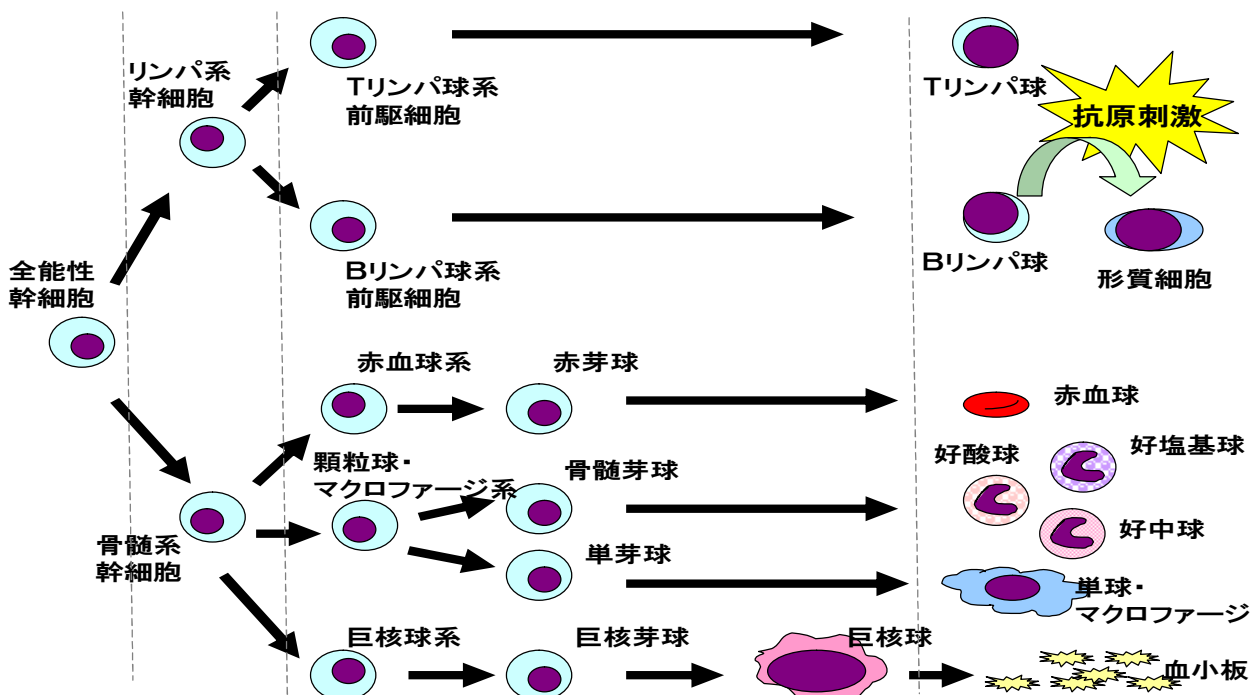 リンパ系
幹細胞
Tリンパ球系
前駆細胞
Tリンパ球
抗原刺激
全能性
幹細胞
Bリンパ球系
前駆細胞
Bリンパ球
形質細胞
赤血球系
赤芽球
赤血球
顆粒球・
マクロファージ系
骨髄芽球
好酸球
好塩基球
好中球
骨髄系
幹細胞
単芽球
単球・
マクロファージ
巨核球系
巨核芽球
巨核球
血小板